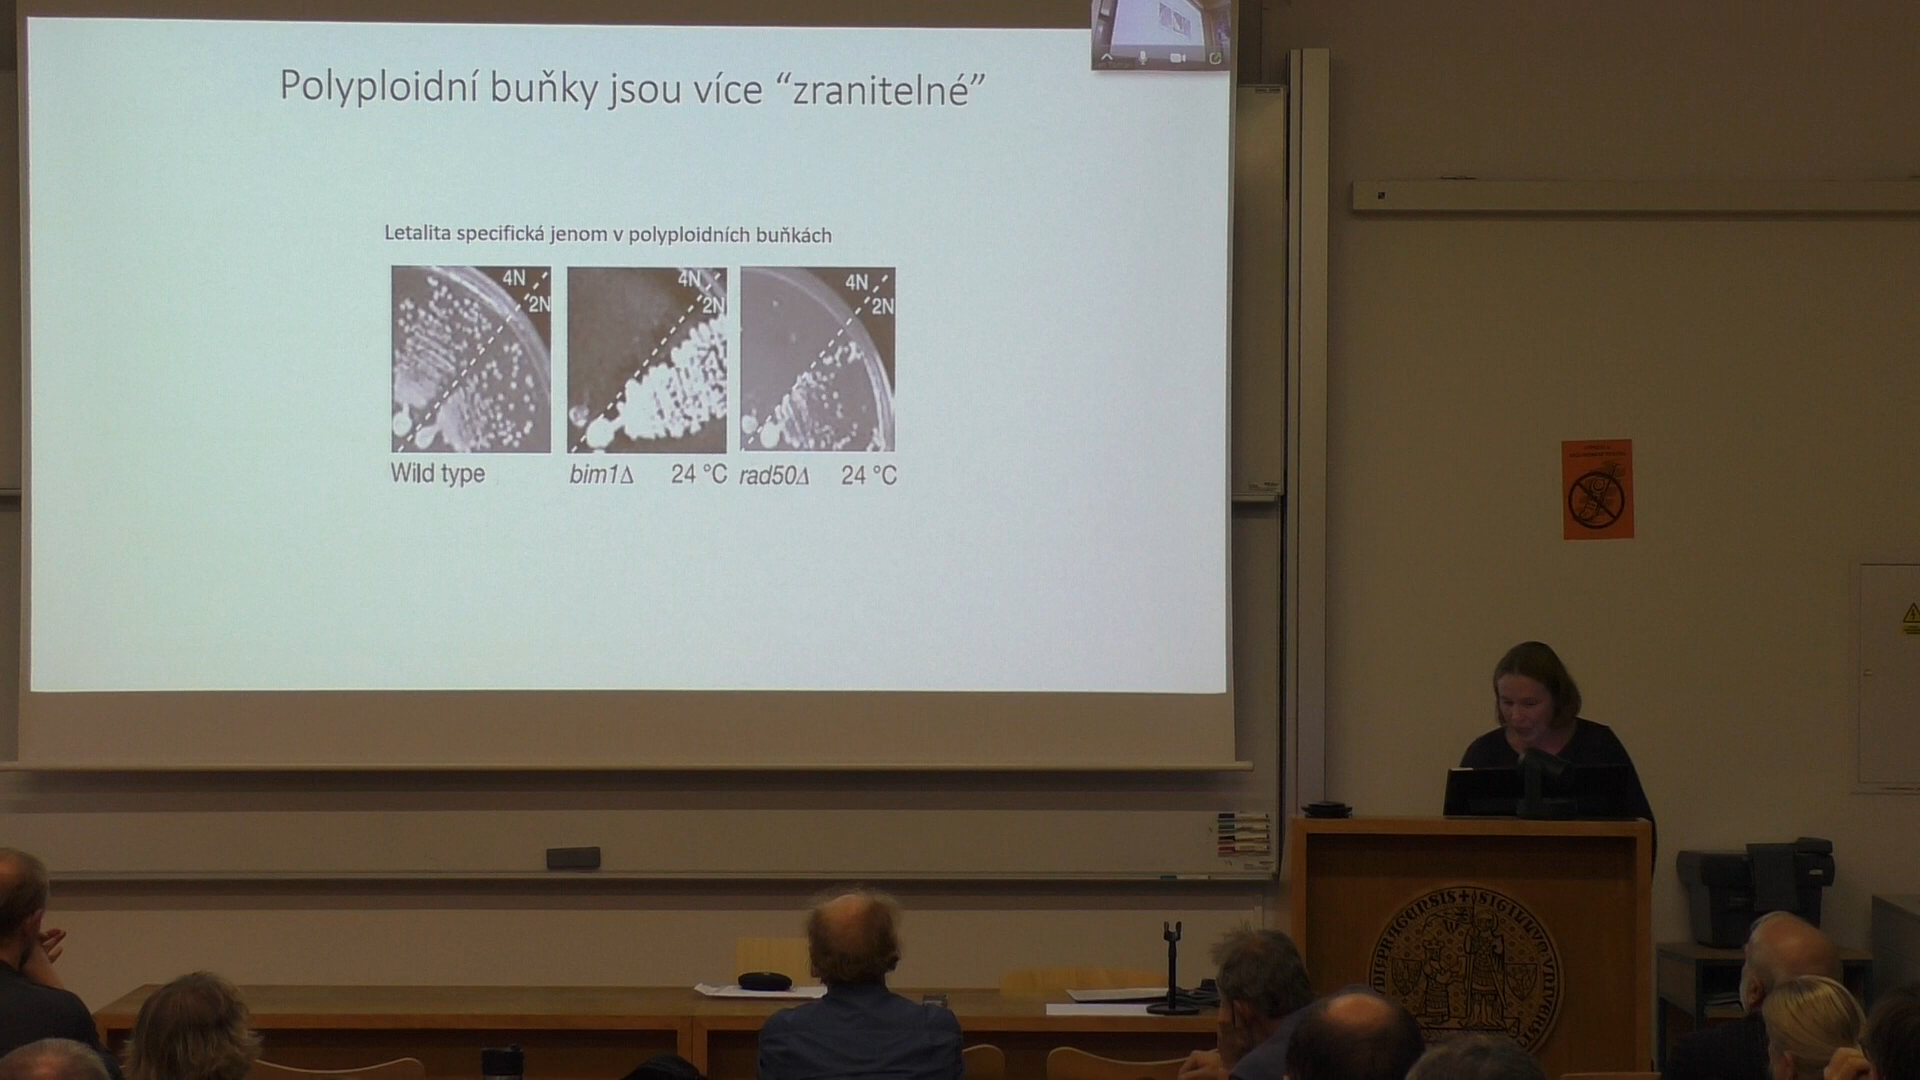 Polyploidní buňky jsou více “zranitelné”
Letalita specifická jenom v polyploidních buňkách
4N
2N
4N
2N
4N
2N
Wild type
bim1Δ 24 °C
rad50Δ 24 °C